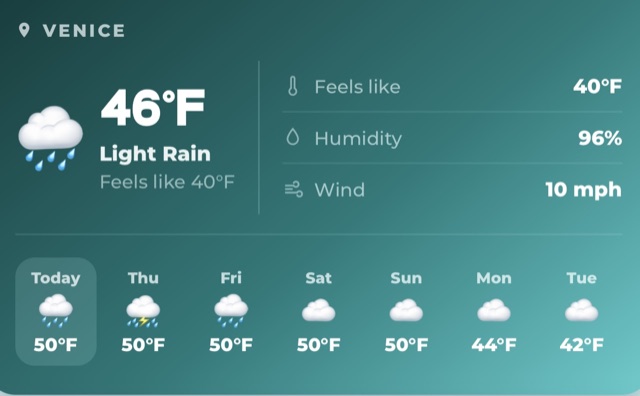 VENICE
46°F
Light Rain
Feels like 40°F
Feels like 40°F
Humidity 96%
Wind 10 mph
Today Thu Fri Sat Sun Mon Tue
50°F 50°F 50°F 50°F 50°F 44°F 42°F